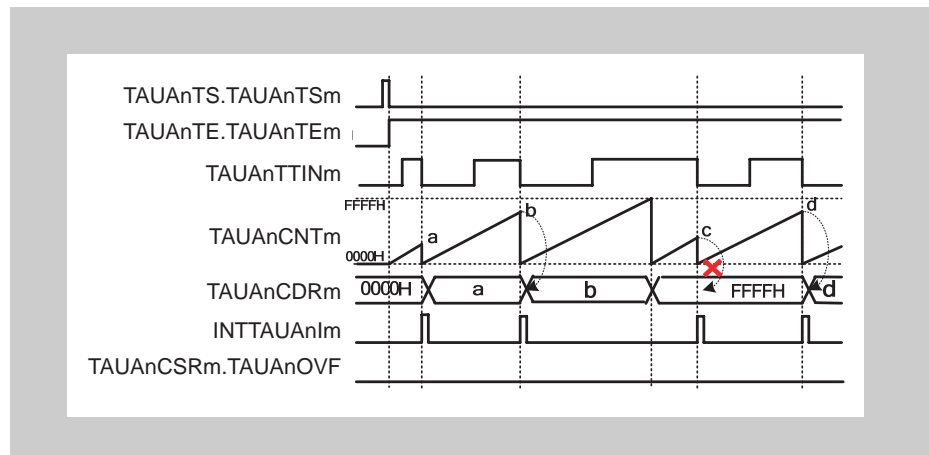 TAUAnTS.TAUAnTSm
TAUAnTE.TAUAnTEm
TAUAnTTINm
FFFFH
TAUAnCNTm
0000H
a
b
c
d
TAUAnCDRm
0000H
a
b
FFFFH
d
INTTAUAnIm
TAUAnCSRm.TAUAnOVF